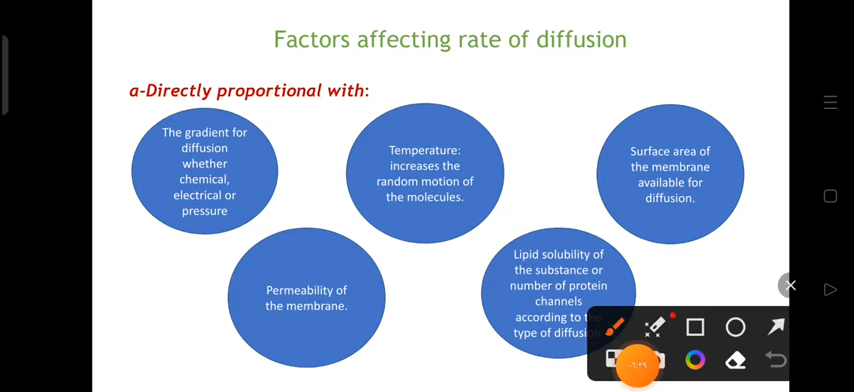 Factors affecting rate of diffusion
a-Directly proportional with:
The gradient for
diffusion
whether
chemical,
electrical or
pressure
Temperature:
increases the
random motion of
the molecules.
Surface area of
the membrane
available for
diffusion.
Permeability of
the membrane.
Lipid solubility of
the substance or
number of protein
channels
according to the
type of diffusion